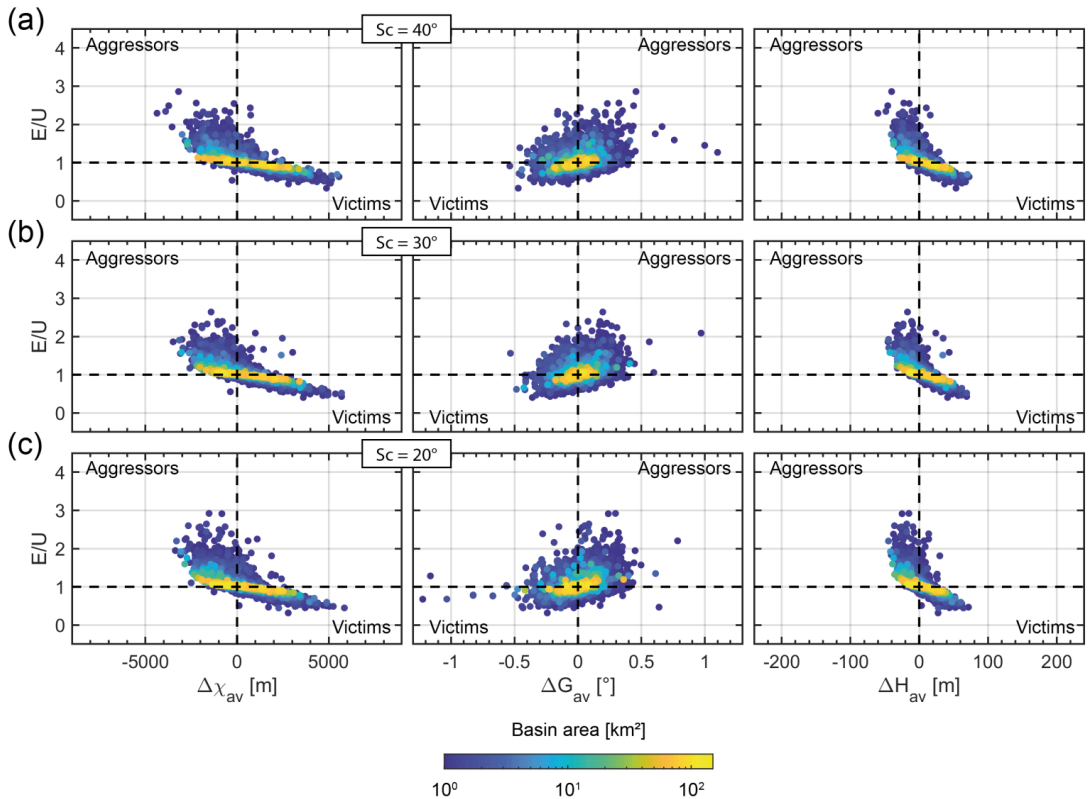 (a)
Sc = 40°
Aggressors
Aggressors
Aggressors
4
3
2
1
0
E/U
Victims
Victims
Victims
(b)
Sc = 30°
Aggressors
Aggressors
Aggressors
4
3
2
1
0
E/U
Victims
Victims
Victims
(c)
Sc = 20°
Aggressors
Aggressors
Aggressors
4
3
2
1
0
E/U
Victims
Victims
Victims
-5000 0 5000
-1 -0.5 0 0.5 1
-200 -100 0 100 200
Δχav [m]
ΔGav [°]
ΔHav [m]
Basin area [km²]
10⁰ 10¹ 10²